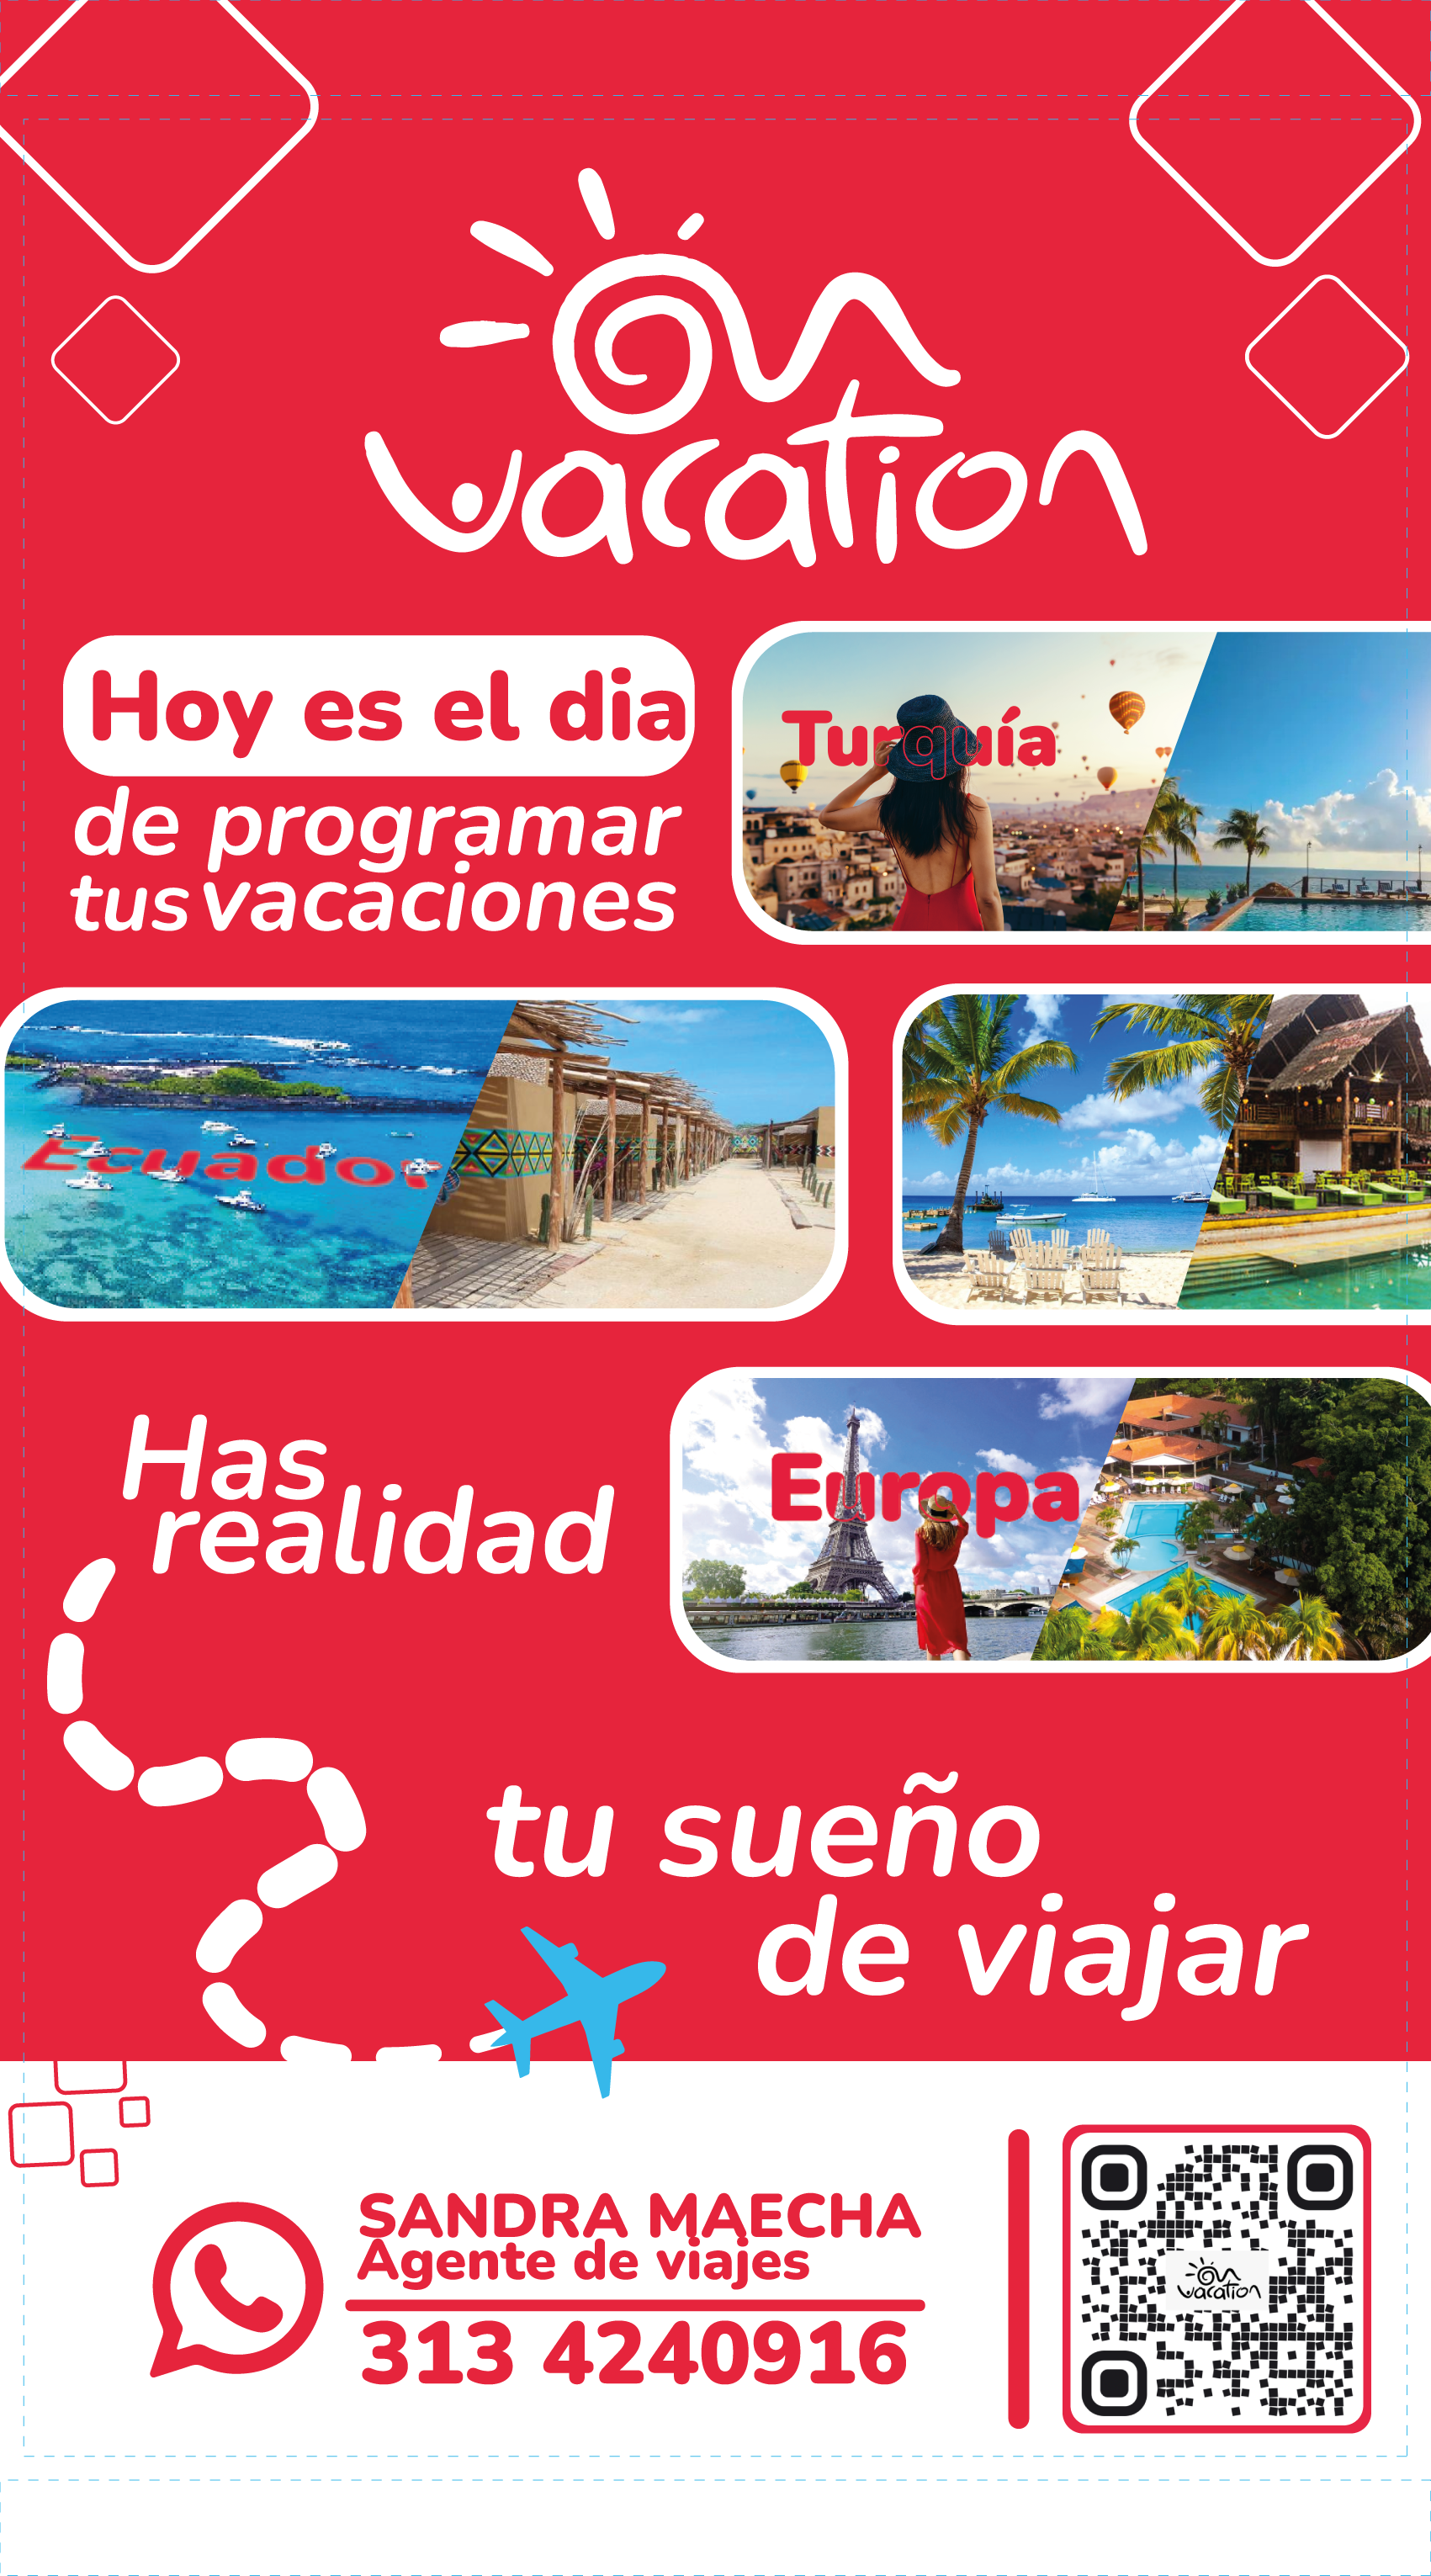 on
vacation
Hoy es el dia
de programar
tus vacaciones
Turquía
Ecuador
Has
realidad
Europa
tu sueño
de viajar
SANDRA MAECHA
Agente de viajes
313 4240916
on
vacation